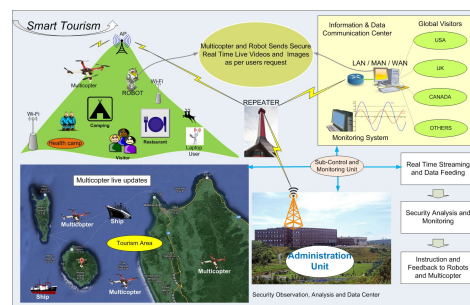 Smart Tourism
AP
Multicopter
ROBOT
Wi-Fi
Wi-Fi
Camping
Health camp
Visitor
Restaurant
Laptop
User
Multicopter and Robot Sends Secure
Real Time Live Videos and Images
as per users request
REPEATER
Information & Data
Communication Center
Global Visitors
LAN / MAN / WAN
Monitoring System
USA
UK
CANADA
OTHERS
Sub-Control and
Monitoring Unit
Real Time Streaming
and Data Feeding
Security Analysis and
Monitoring
Instruction and
Feedback to Robots
and Multicopter
Multicopter live updates
Multicopter
Ship
Tourism Area
Multicopter
Multicopter
Ship
Administration
Unit
Security Observation, Analysis and Data Center